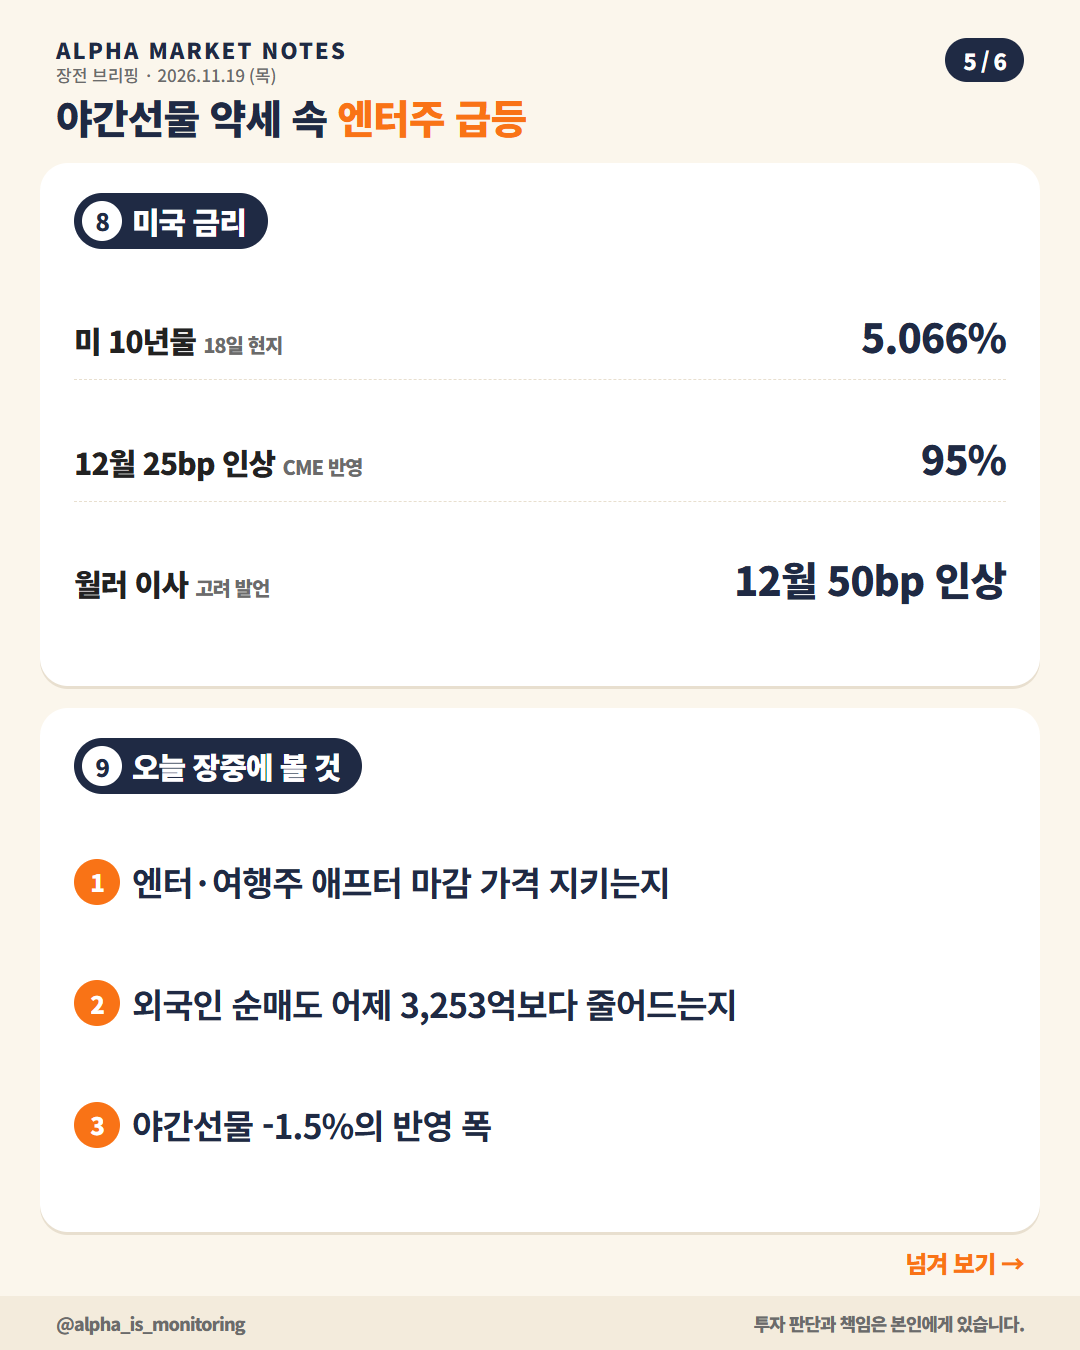 ALPHA MARKET NOTES
장전 브리핑 · 2026.11.19 (목)
5 / 6
야간선물 약세 속 엔터주 급등
8 미국 금리
미 10년물 18일 현지 5.066%
12월 25bp 인상 CME 반영 95%
월러 이사 고려 발언 12월 50bp 인상
9 오늘 장중에 볼 것
1 엔터·여행주 애프터 마감 가격 지키는지
2 외국인 순매도 어제 3,253억보다 줄어드는지
3 야간선물 -1.5%의 반영 폭
넘겨 보기 →
@alpha_is_monitoring
투자 판단과 책임은 본인에게 있습니다.